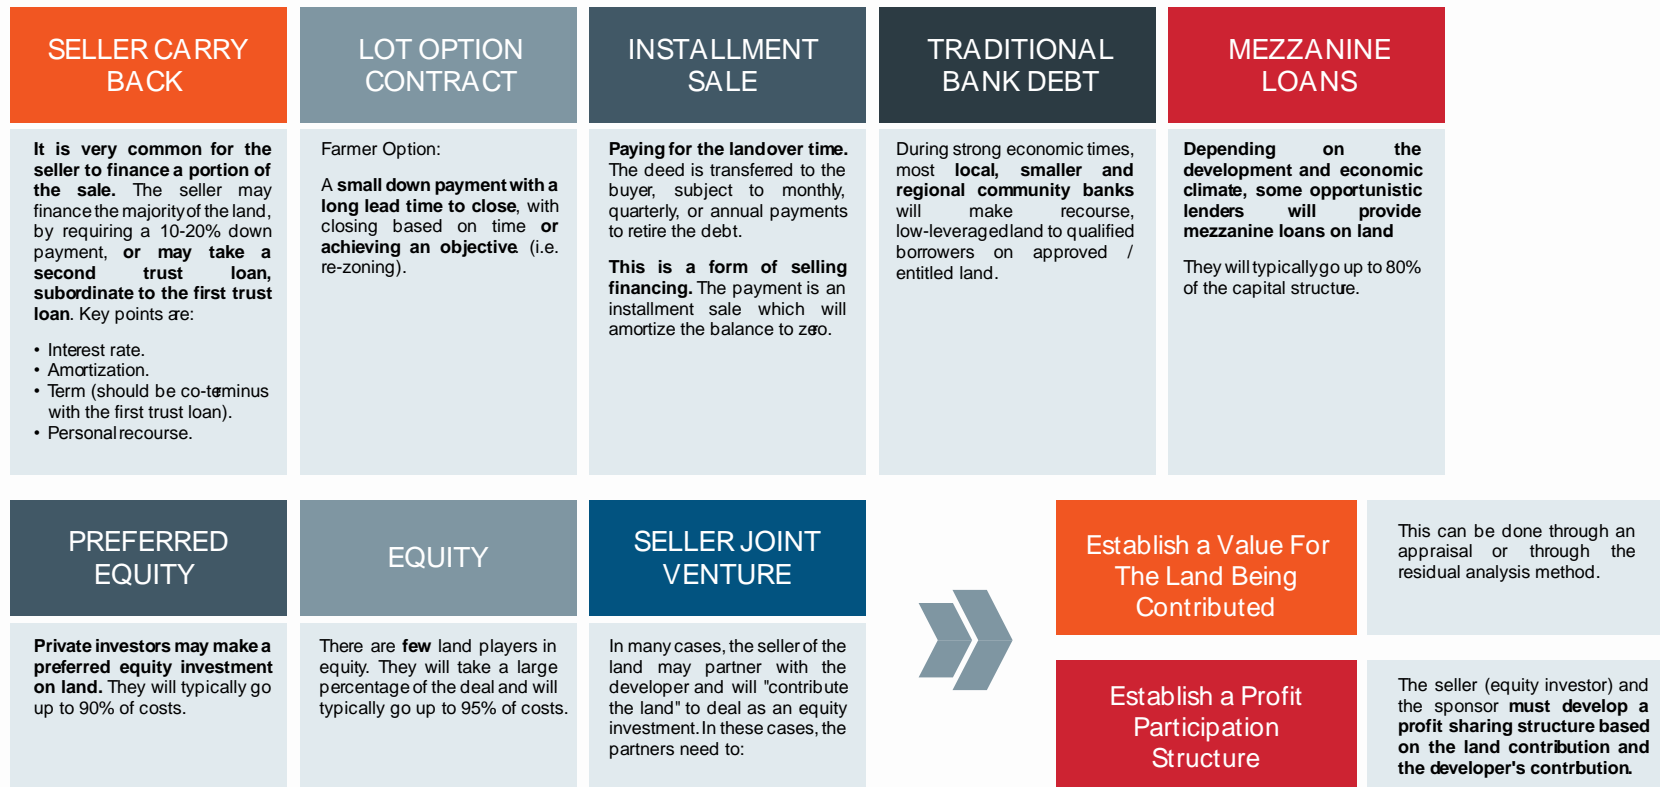 SELLER CARRY
BACK
It is very common for the
seller to finance a portion of
the sale. The seller may
finance the majority of the land,
by requiring a 10-20% down
payment, or may take a
second trust loan,
subordinate to the first trust
loan. Key points are:
• Interest rate.
• Amortization.
• Term (should be co-terminus
with the first trust loan).
• Personal recourse.
LOT OPTION
CONTRACT
Farmer Option:
A small down payment with a
long lead time to close, with
closing based on time or
achieving an objective. (i.e.
re-zoning).
INSTALLMENT
SALE
Paying for the landover time.
The deed is transferred to the
buyer, subject to monthly,
quarterly, or annual payments
to retire the debt.
This is a form of selling
financing. The payment is an
installment sale which will
amortize the balance to zero.
TRADITIONAL
BANK DEBT
During strong economic times,
most local, smaller and
regional community banks
will make recourse,
low-leveraged land to qualified
borrowers on approved /
entitled land.
MEZZANINE
LOANS
Depending on the
development and economic
climate, some opportunistic
lenders will provide
mezzanine loans on land
They will typically go up to 80%
of the capital structure.
PREFERRED
EQUITY
Private investors may make a
preferred equity investment
on land. They will typically go
up to 90% of costs.
EQUITY
There are few land players in
equity. They will take a large
percentage of the deal and will
typically go up to 95% of costs.
SELLER JOINT
VENTURE
In many cases, the seller of the
land may partner with the
developer and will "contribute
the land" to deal as an equity
investment. In these cases, the
partners need to:
Establish a Value For
The Land Being
Contributed
This can be done through an
appraisal or through the
residual analysis method.
Establish a Profit
Participation
Structure
The seller (equity investor) and
the sponsor must develop a
profit sharing structure based
on the land contribution and
the developer's contrbution.